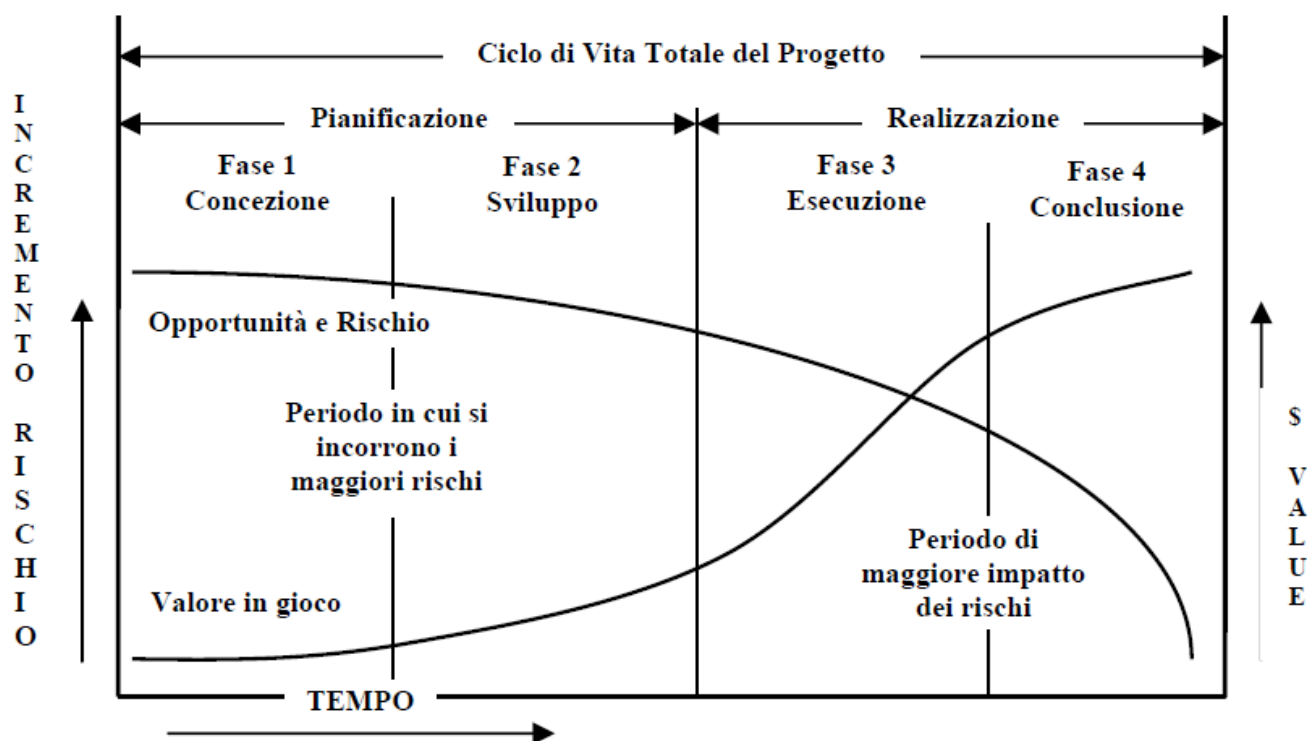 Ciclo di Vita Totale del Progetto
Pianificazione
Realizzazione
Fase 1
Concezione
Fase 2
Sviluppo
Fase 3
Esecuzione
Fase 4
Conclusione
INCREMENTO RISCHIO
Opportunità e Rischio
Periodo in cui si
incorrono i
maggiori rischi
Valore in gioco
Periodo di
maggiore impatto
dei rischi
$ VALUE
TEMPO